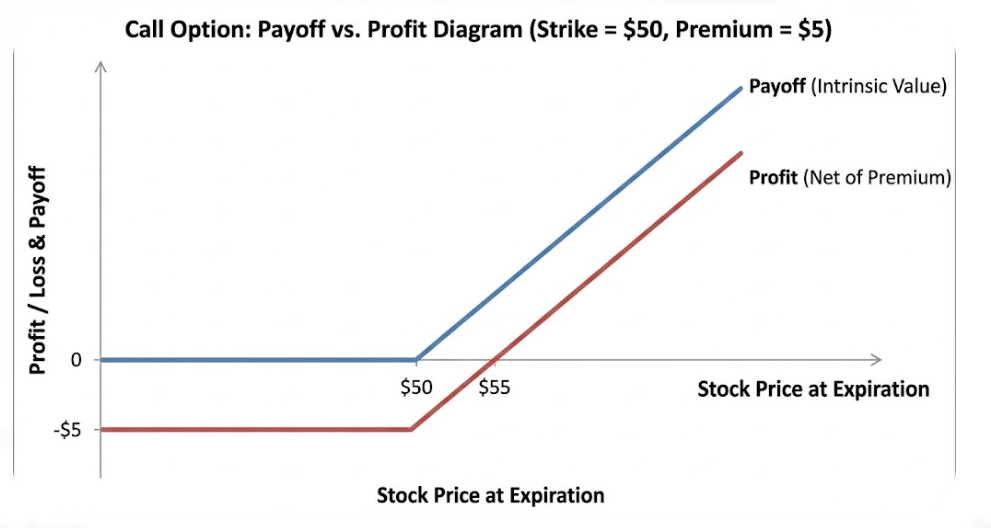 Call Option: Payoff vs. Profit Diagram (Strike = $50, Premium = $5)
Payoff (Intrinsic Value)
Profit (Net of Premium)
Profit / Loss & Payoff
0
$50
$55
Stock Price at Expiration
-$5
Stock Price at Expiration